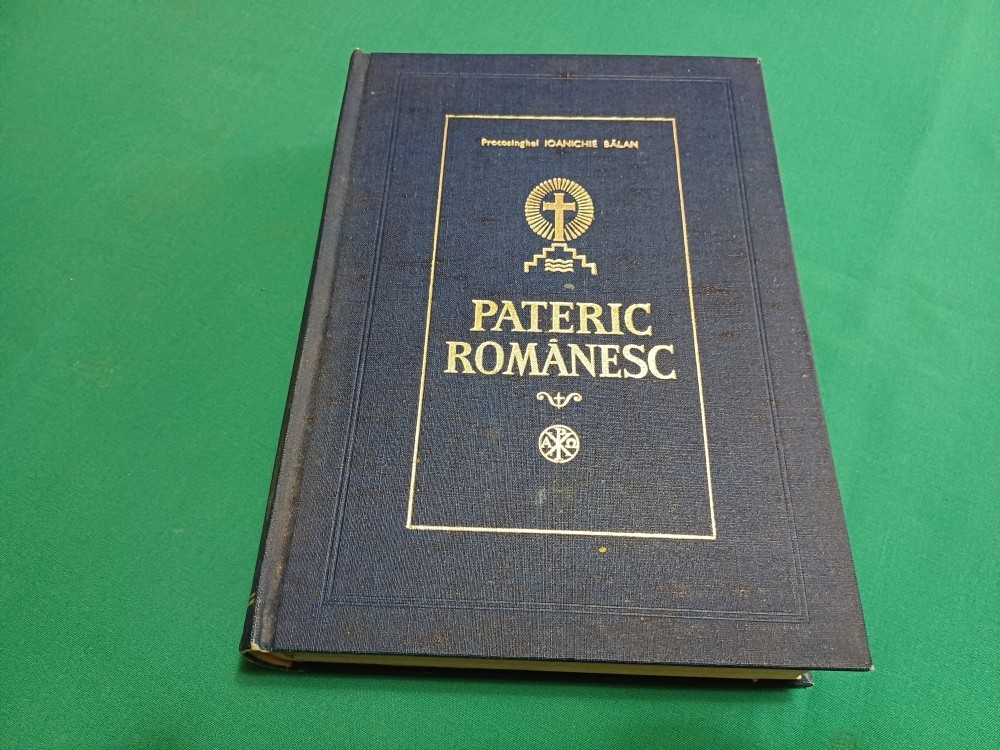 Protosinghel IOANICHIE BĂLAN
PATERIC
ROMÂNESC
Α Ρ Ω